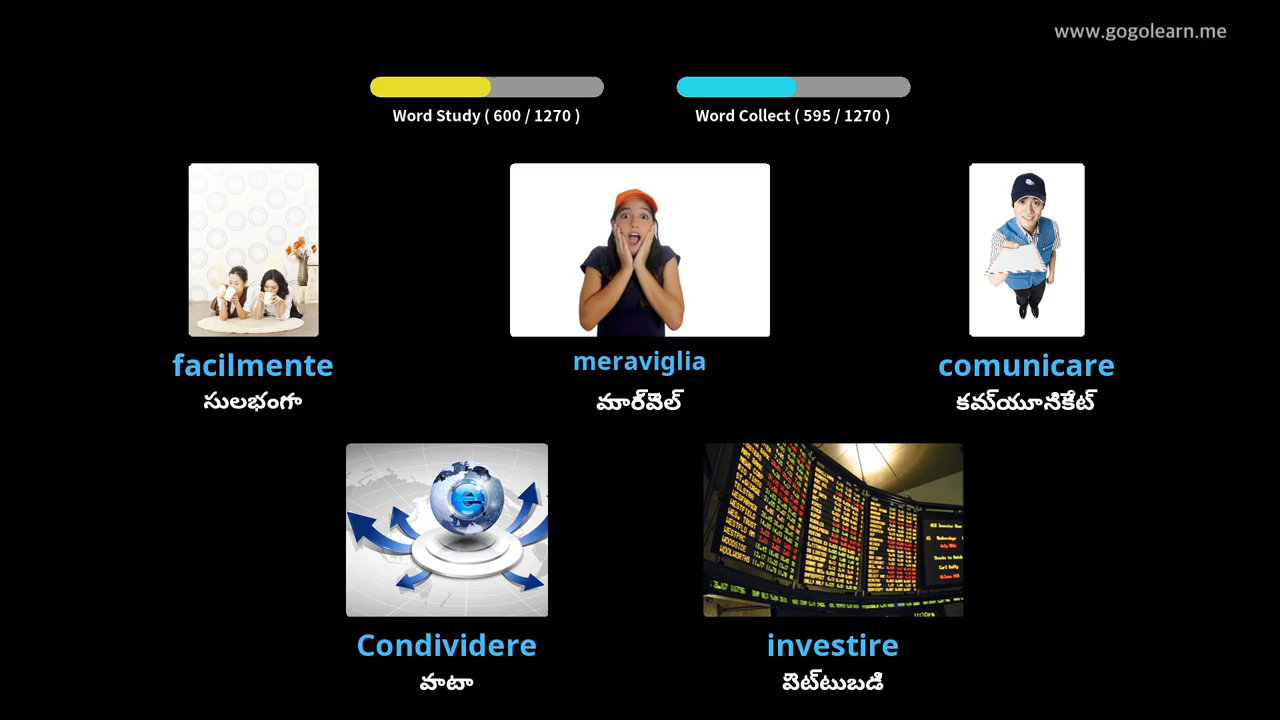 www.gogolearn.me
Word Study ( 600 / 1270 )
Word Collect ( 595 / 1270 )
facilmente
సులభంగా
meraviglia
మార్‌వెల్
comunicare
కమ్‌యూనికేట్
Condividere
వాటా
investire
పెట్‌టుబడి